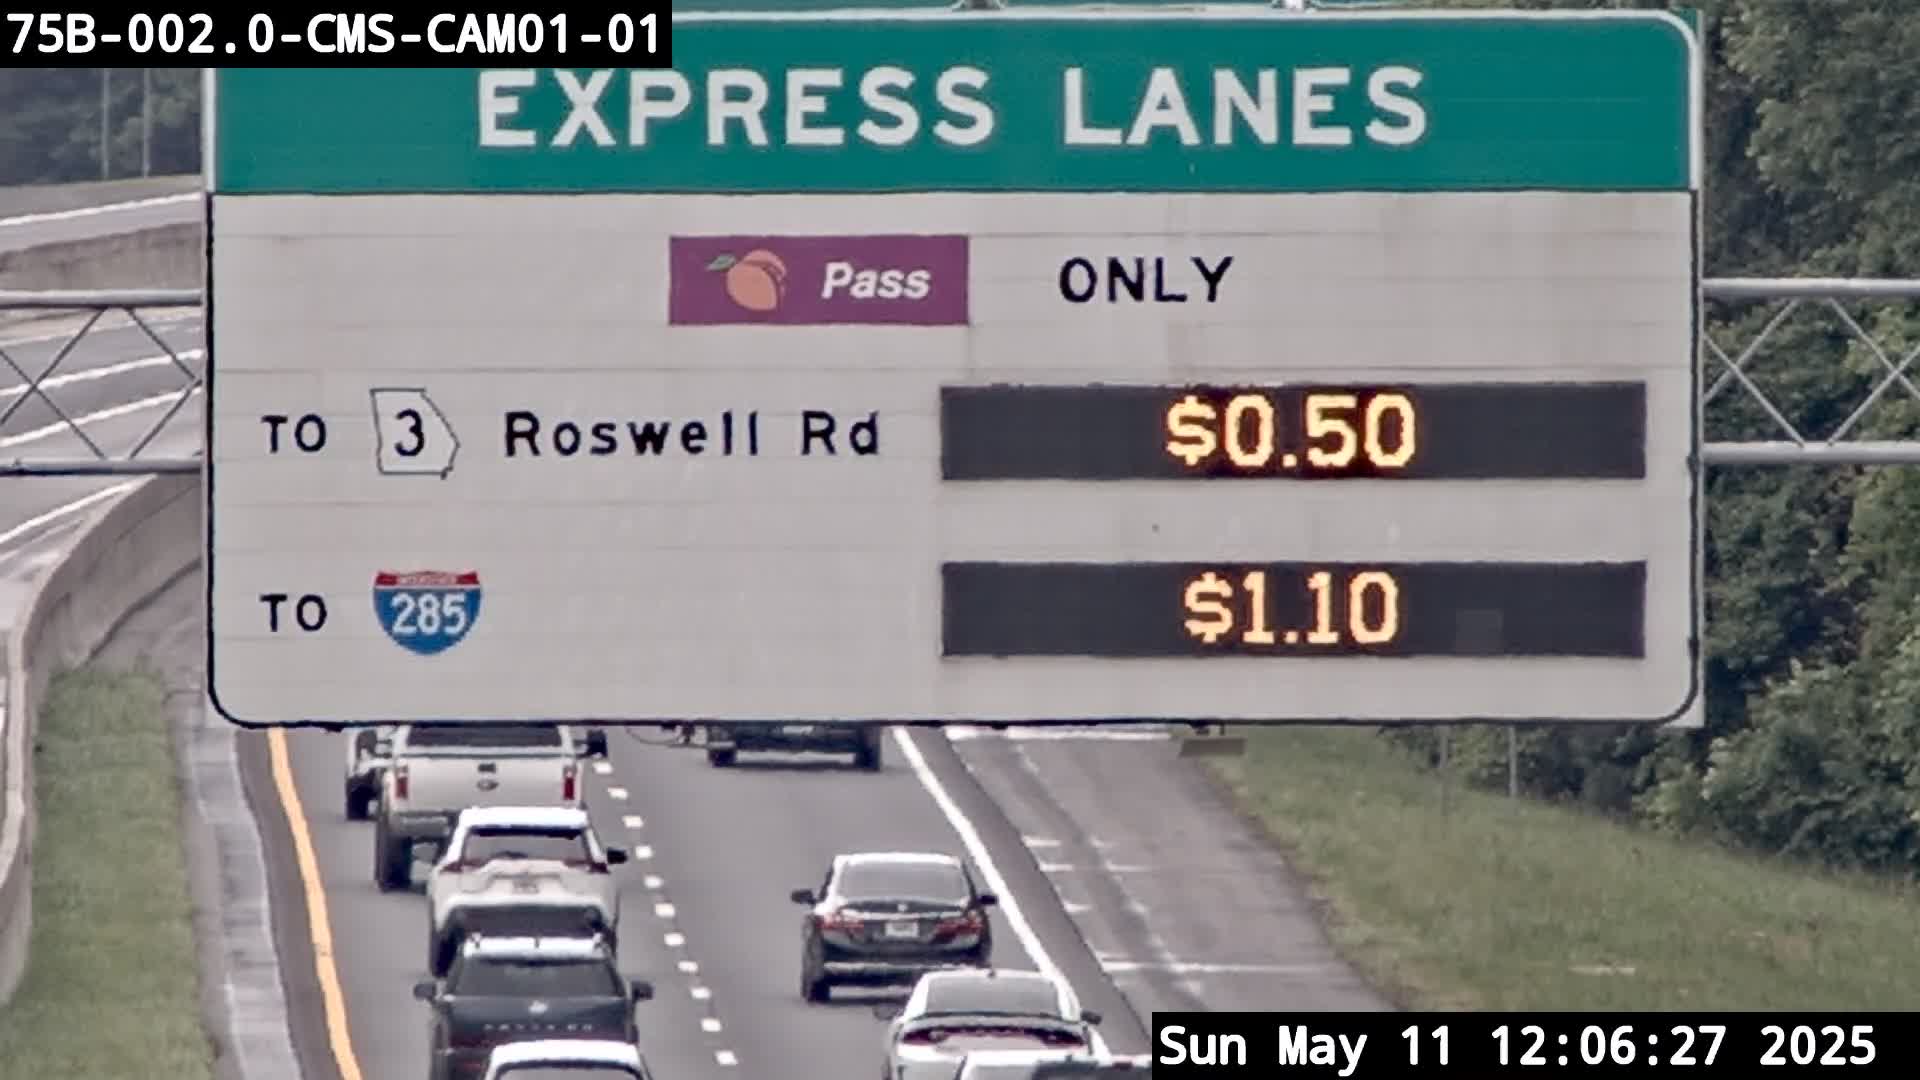 75B-002.0-CMS-CAM01-01
EXPRESS LANES
Pass ONLY
TO 3 Roswell Rd $0.50
TO 285 $1.10
Sun May 11 12:06:27 2025